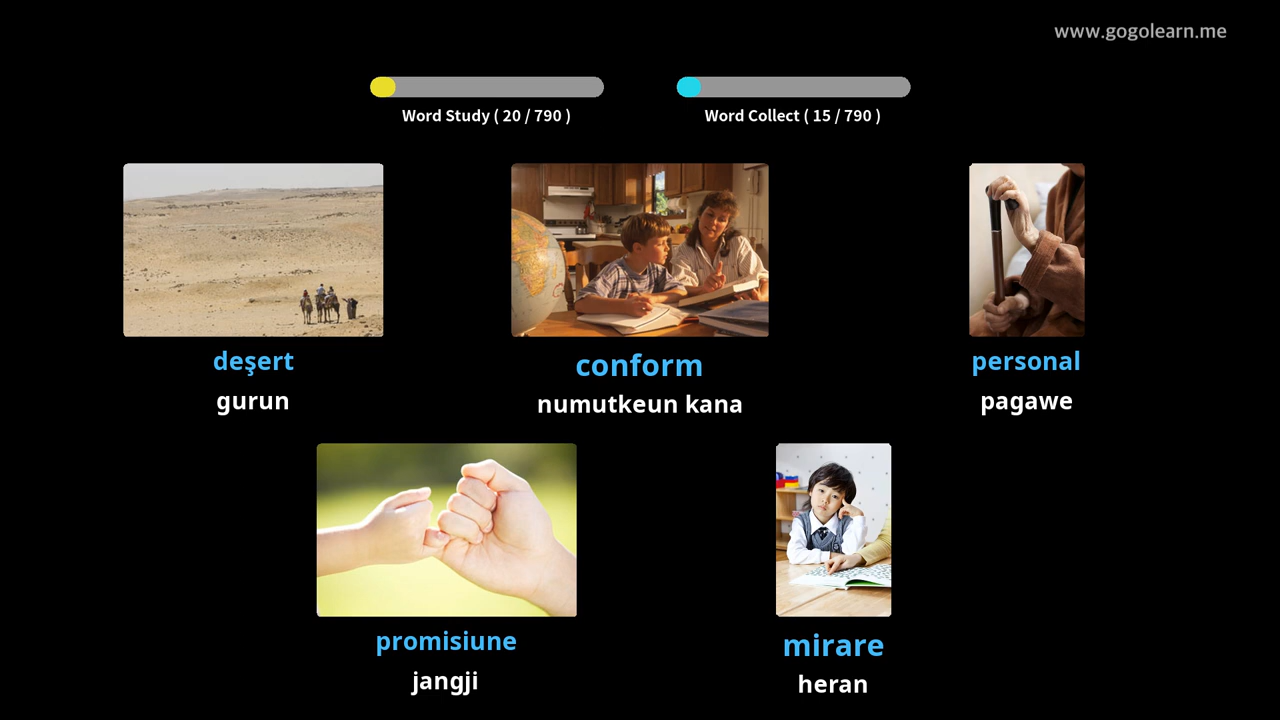 www.gogolearn.me
Word Study ( 20 / 790 )
Word Collect ( 15 / 790 )
deşert
gurun
conform
numutkeun kana
personal
pagawe
promisiune
jangji
mirare
heran